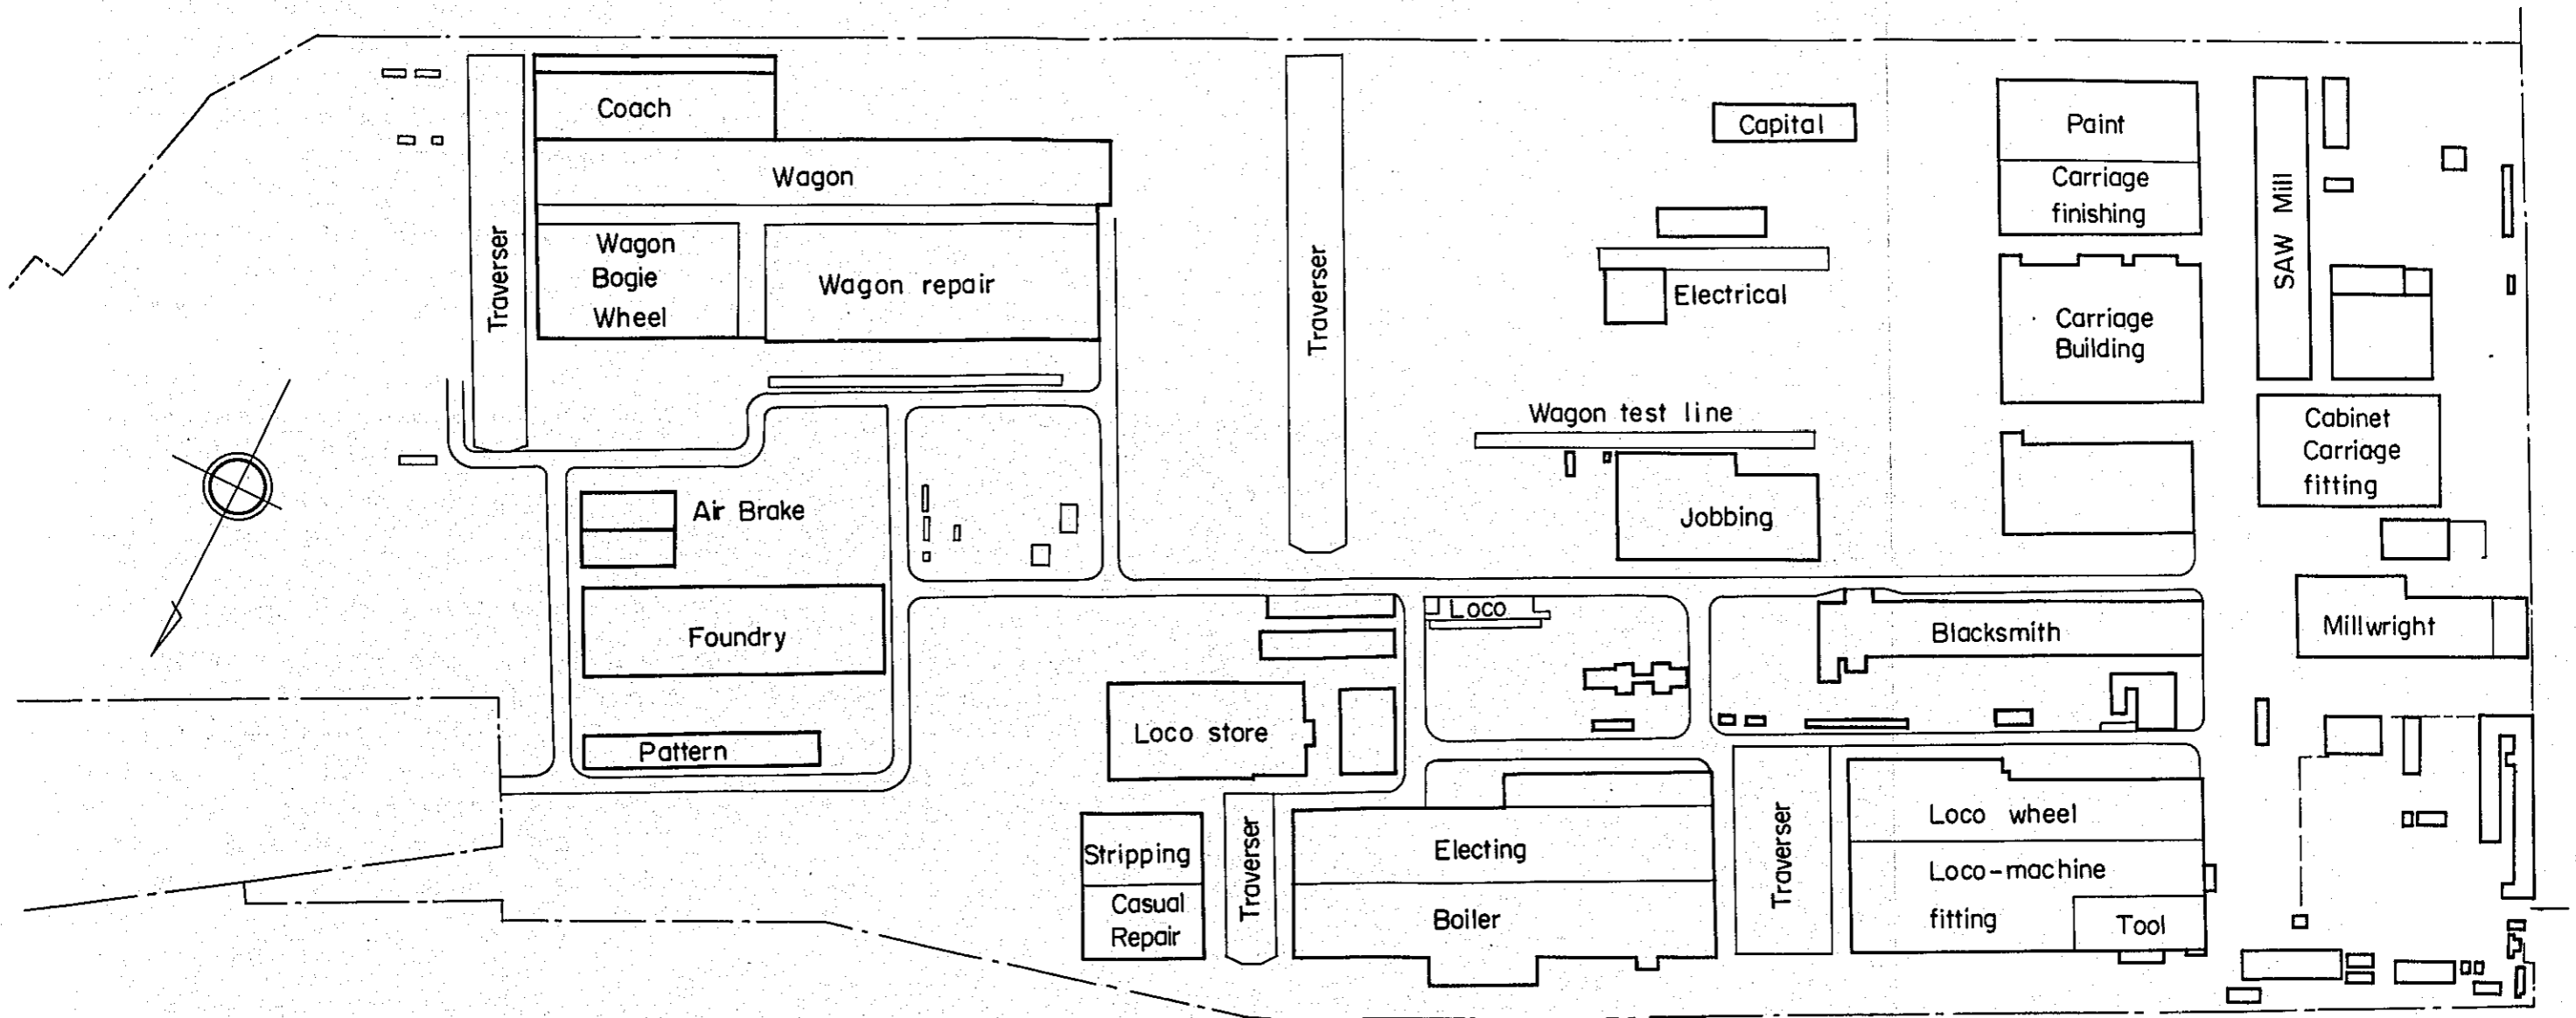 Coach
Capital
Paint
Wagon
Carriage
finishing
SAW Mill
Traverser
Wagon
Bogie
Wheel
Wagon repair
Traverser
Electrical
Carriage
Building
Wagon test line
Cabinet
Carriage
fitting
Air Brake
Jobbing
Foundry
Loco
Blacksmith
Millwright
Pattern
Loco store
Stripping
Casual
Repair
Traverser
Electing
Boiler
Traverser
Loco wheel
Loco-machine
fitting
Tool